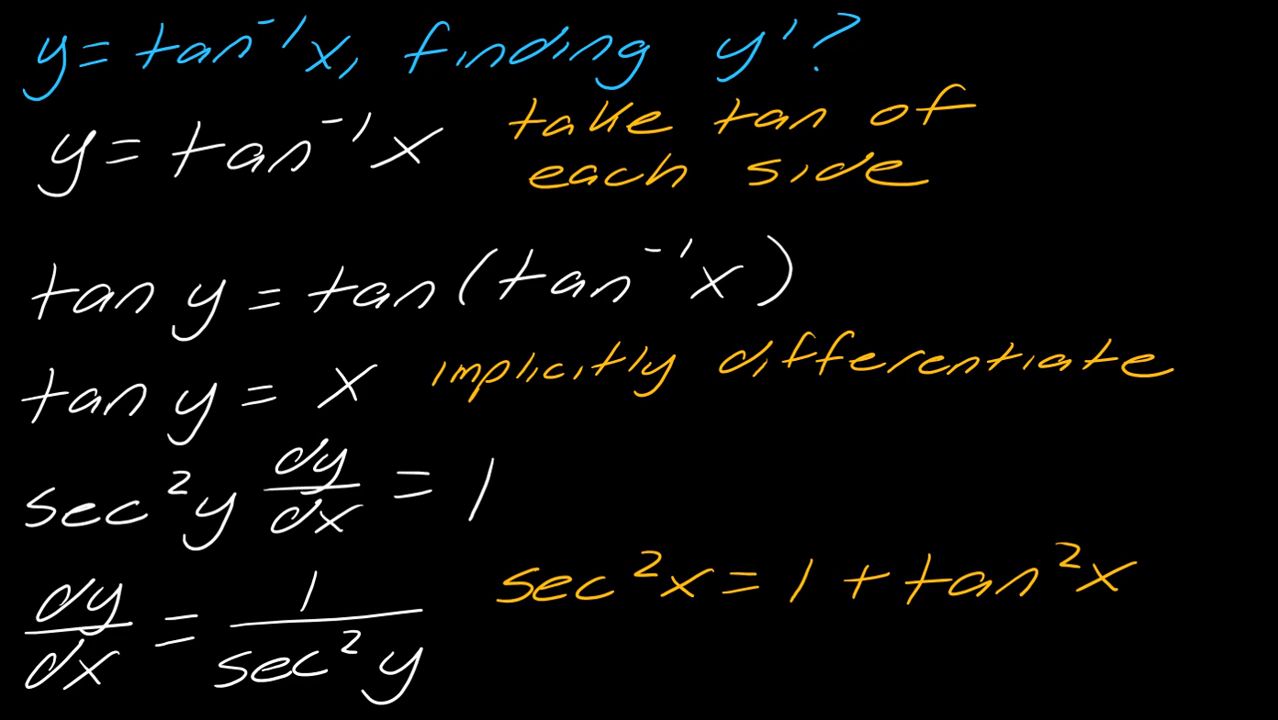 y = tan⁻¹x, finding y'?
y = tan⁻¹x
take tan of
each side
tan y = tan(tan⁻¹x)
tan y = x
implicitly differentiate
sec²y dy/dx = 1
dy/dx = 1/sec²y
sec²x = 1 + tan²x